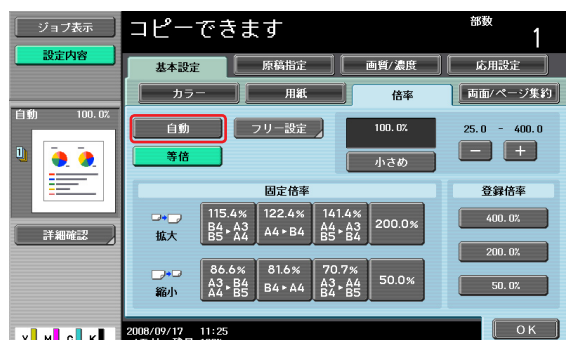 ジョブ表示
設定内容
コピーできます
部数
1
基本設定
原稿指定
画質/濃度
応用設定
カラー
用紙
倍率
両面/ページ集約
自動 100.0%
自動
フリー設定
100.0%
25.0 - 400.0
等倍
小さめ
− +
固定倍率
登録倍率
拡大
115.4%
B4▸A3
B5▸A4
122.4%
A4▸B4
141.4%
A4▸A3
B5▸B4
200.0%
400.0%
200.0%
詳細確認
縮小
86.6%
A3▸B4
A4▸B5
81.6%
B4▸A4
70.7%
A3▸A4
B4▸B5
50.0%
50.0%
Y M C K
2008/09/17 11:25
OK